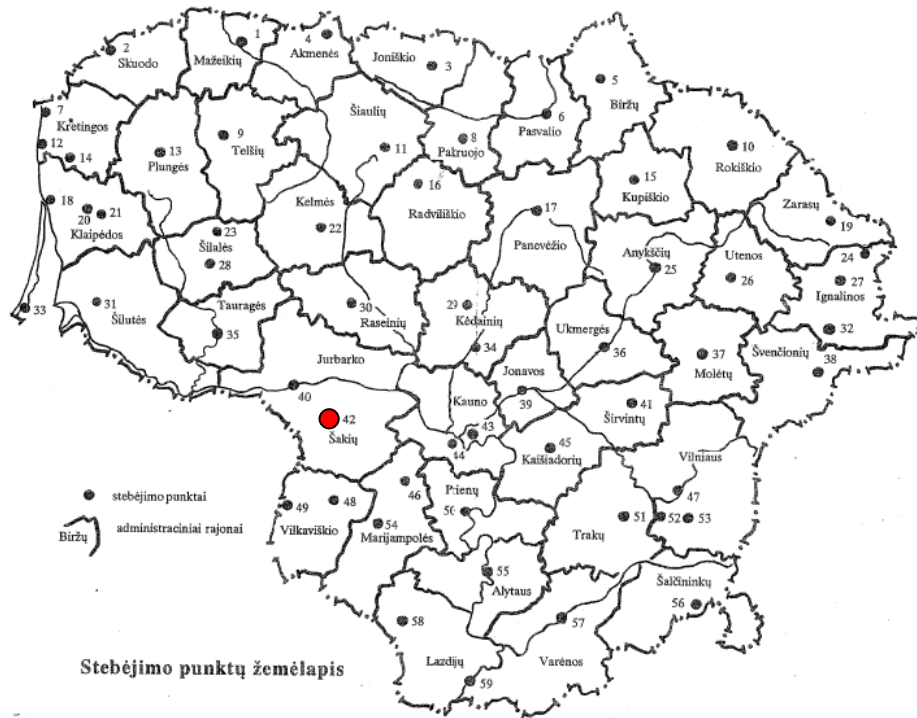 1
2
Skuodo
Mažeikių
4
Akmenės
Joniškio
3
5
Biržų
7
Kretingos
12
14
13
Plungės
9
Telšių
Šiaulių
11
8
Pakruojo
6
Pasvalio
10
Rokiškio
16
Radviliškio
15
Kupiškio
Zarasų
19
18
20
21
Klaipėdos
Kelmės
22
17
Panevėžio
23
Šilalės
28
Anykščių
25
Utenos
26
24
27
Ignalinos
33
31
Šilutės
Tauragės
35
30
Raseinių
29
Kėdainių
34
Ukmergės
36
32
37
Molėtų
Švenčionių
38
Jurbarko
40
Jonavos
39
Kauno
41
Širvintų
42
Šakių
43
44
45
Kaišiadorių
Vilniaus
47
stebėjimo punktai
Biržų
administraciniai rajonai
49
48
Vilkaviškio
46
54
Marijampolės
Prienų
50
51
Trakų
52
53
55
Alytaus
Šalčininkų
56
58
Lazdijų
57
Varėnos
59
Stebėjimo punktų žemėlapis